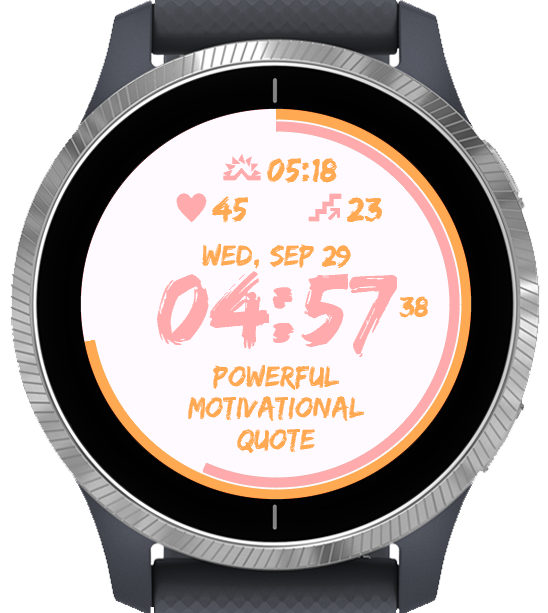 05:18
45 23
WED, SEP 29
04:57 38
POWERFUL
MOTIVATIONAL
QUOTE